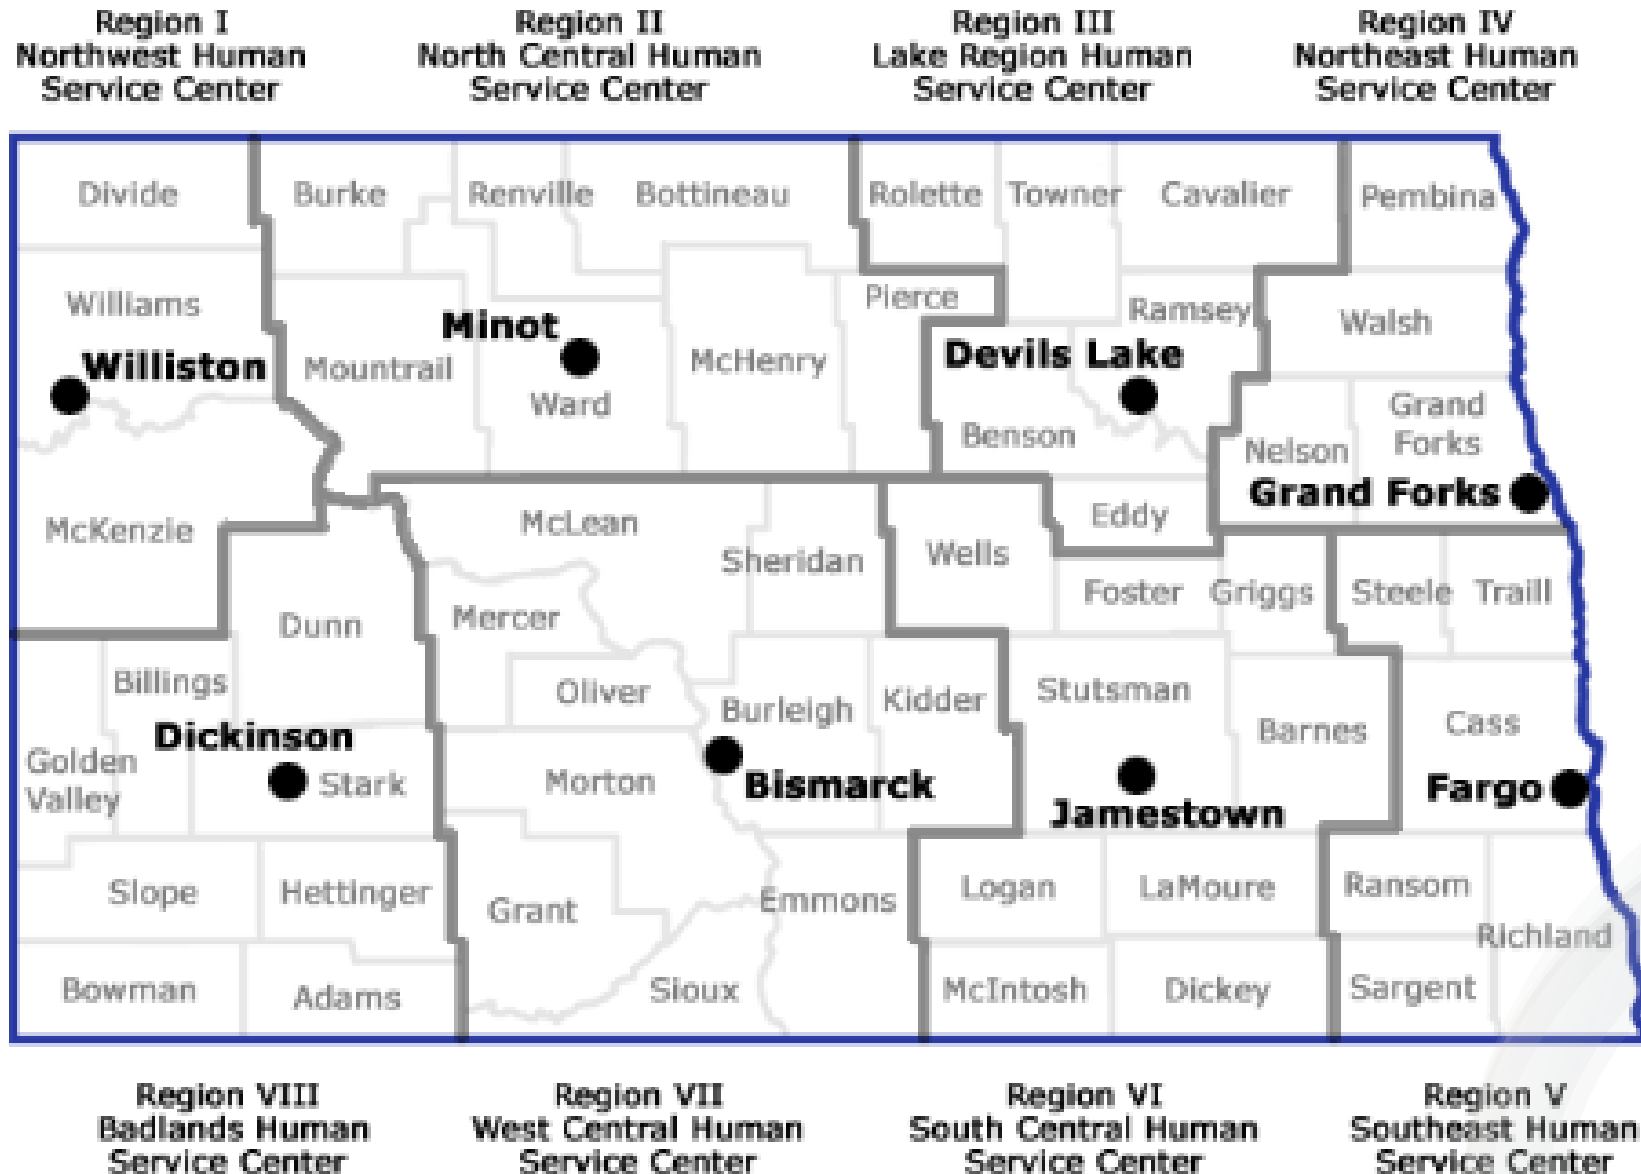 Region I
Northwest Human
Service Center
Region II
North Central Human
Service Center
Region III
Lake Region Human
Service Center
Region IV
Northeast Human
Service Center
Divide
Burke
Renville
Bottineau
Rolette
Towner
Cavalier
Pembina
Williams
Williston
Mountrail
Minot
Ward
McHenry
Pierce
Ramsey
Devils Lake
Benson
Walsh
Nelson
Grand
Forks
Grand Forks
McKenzie
McLean
Sheridan
Wells
Eddy
Foster
Griggs
Steele
Traill
Dunn
Mercer
Billings
Oliver
Burleigh
Kidder
Stutsman
Barnes
Cass
Dickinson
Golden
Valley
Stark
Morton
Bismarck
Jamestown
Fargo
Slope
Hettinger
Grant
Emmons
Logan
LaMoure
Ransom
Richland
Bowman
Adams
Sioux
McIntosh
Dickey
Sargent
Region VIII
Badlands Human
Service Center
Region VII
West Central Human
Service Center
Region VI
South Central Human
Service Center
Region V
Southeast Human
Service Center